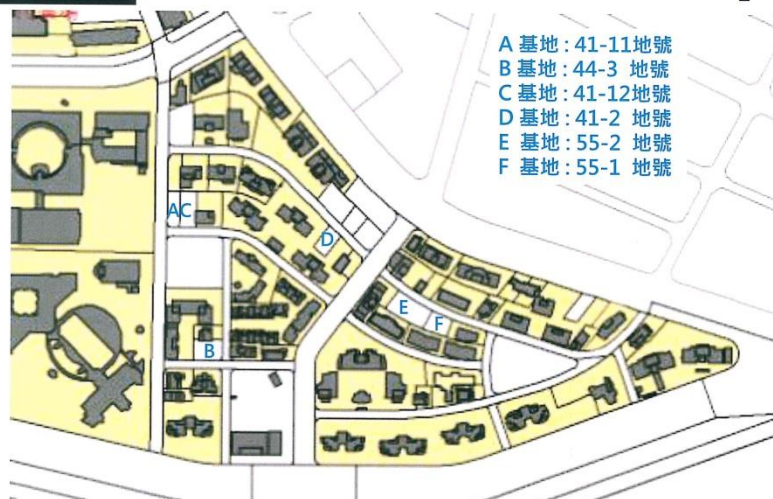 A 基地 : 41-11地號
B 基地 : 44-3 地號
C 基地 : 41-12地號
D 基地 : 41-2 地號
E 基地 : 55-2 地號
F 基地 : 55-1 地號
AC
D
E
F
B